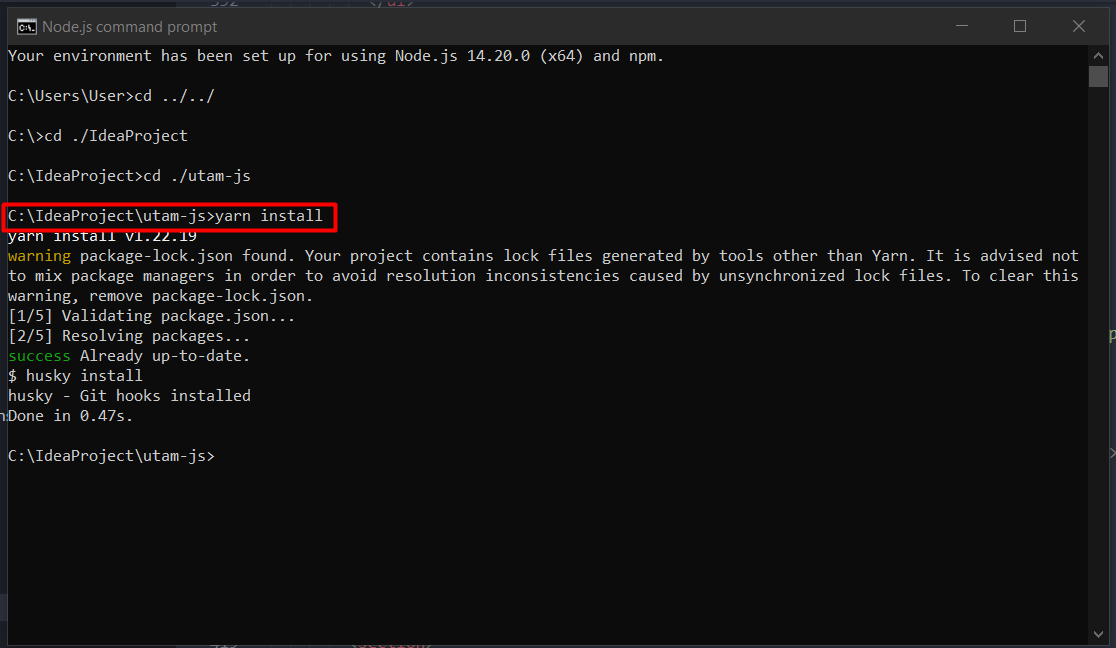 Node.js command prompt
Your environment has been set up for using Node.js 14.20.0 (x64) and npm.
C:\Users\User>cd ../../
C:\>cd ./IdeaProject
C:\IdeaProject>cd ./utam-js
C:\IdeaProject\utam-js>yarn install
yarn install v1.22.19
warning package-lock.json found. Your project contains lock files generated by tools other than Yarn. It is advised not
to mix package managers in order to avoid resolution inconsistencies caused by unsynchronized lock files. To clear this
warning, remove package-lock.json.
[1/5] Validating package.json...
[2/5] Resolving packages...
success Already up-to-date.
$ husky install
husky - Git hooks installed
Done in 0.47s.
C:\IdeaProject\utam-js>